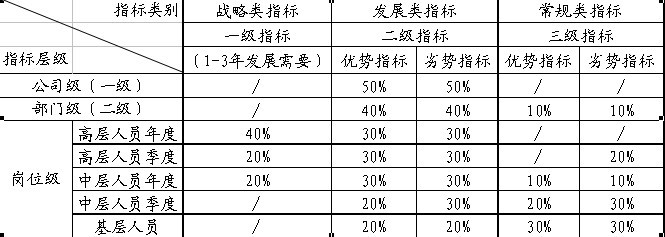 指标类别 战略类指标 发展类指标 常规类指标
一级指标 二级指标 三级指标
指标层级 (1-3年发展需要) 优势指标 劣势指标 优势指标 劣势指标
公司级（一级） / 50% 50% / /
部门级（二级） / 40% 40% 10% 10%
岗位级 高层人员年度 40% 30% 30% / /
高层人员季度 20% 30% 30% / 20%
中层人员年度 20% 30% 30% 10% 10%
中层人员季度 / 20% 30% 20% 30%
基层人员 / 20% 20% 30% 30%